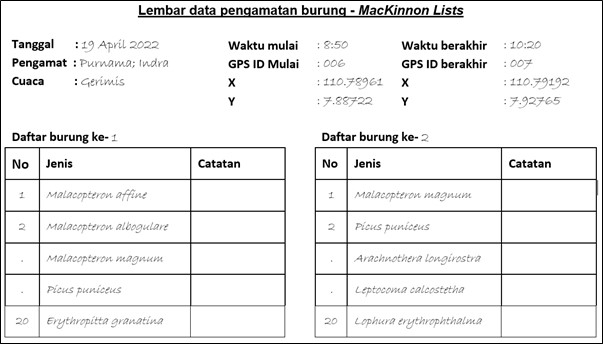 Lembar data pengamatan burung - MacKinnon Lists
Tanggal : 19 April 2022 Waktu mulai : 8:50 Waktu berakhir : 10:20
Pengamat : Purnama; Indra GPS ID Mulai : 006 GPS ID berakhir : 007
Cuaca : Gerimis X : 110.78961 X : 110.79192
Y : 7.88722 Y : 7.92765
Daftar burung ke- 1
No Jenis Catatan
1 Malacopteron affine
2 Malacopteron albogulare
. Malacopteron magnum
. Picus puniceus
20 Erythropitta granatina
Daftar burung ke- 2
No Jenis Catatan
1 Malacopteron magnum
2 Picus puniceus
. Arachnothera longirostra
. Leptocoma calcostetha
20 Lophura erythrophthalma